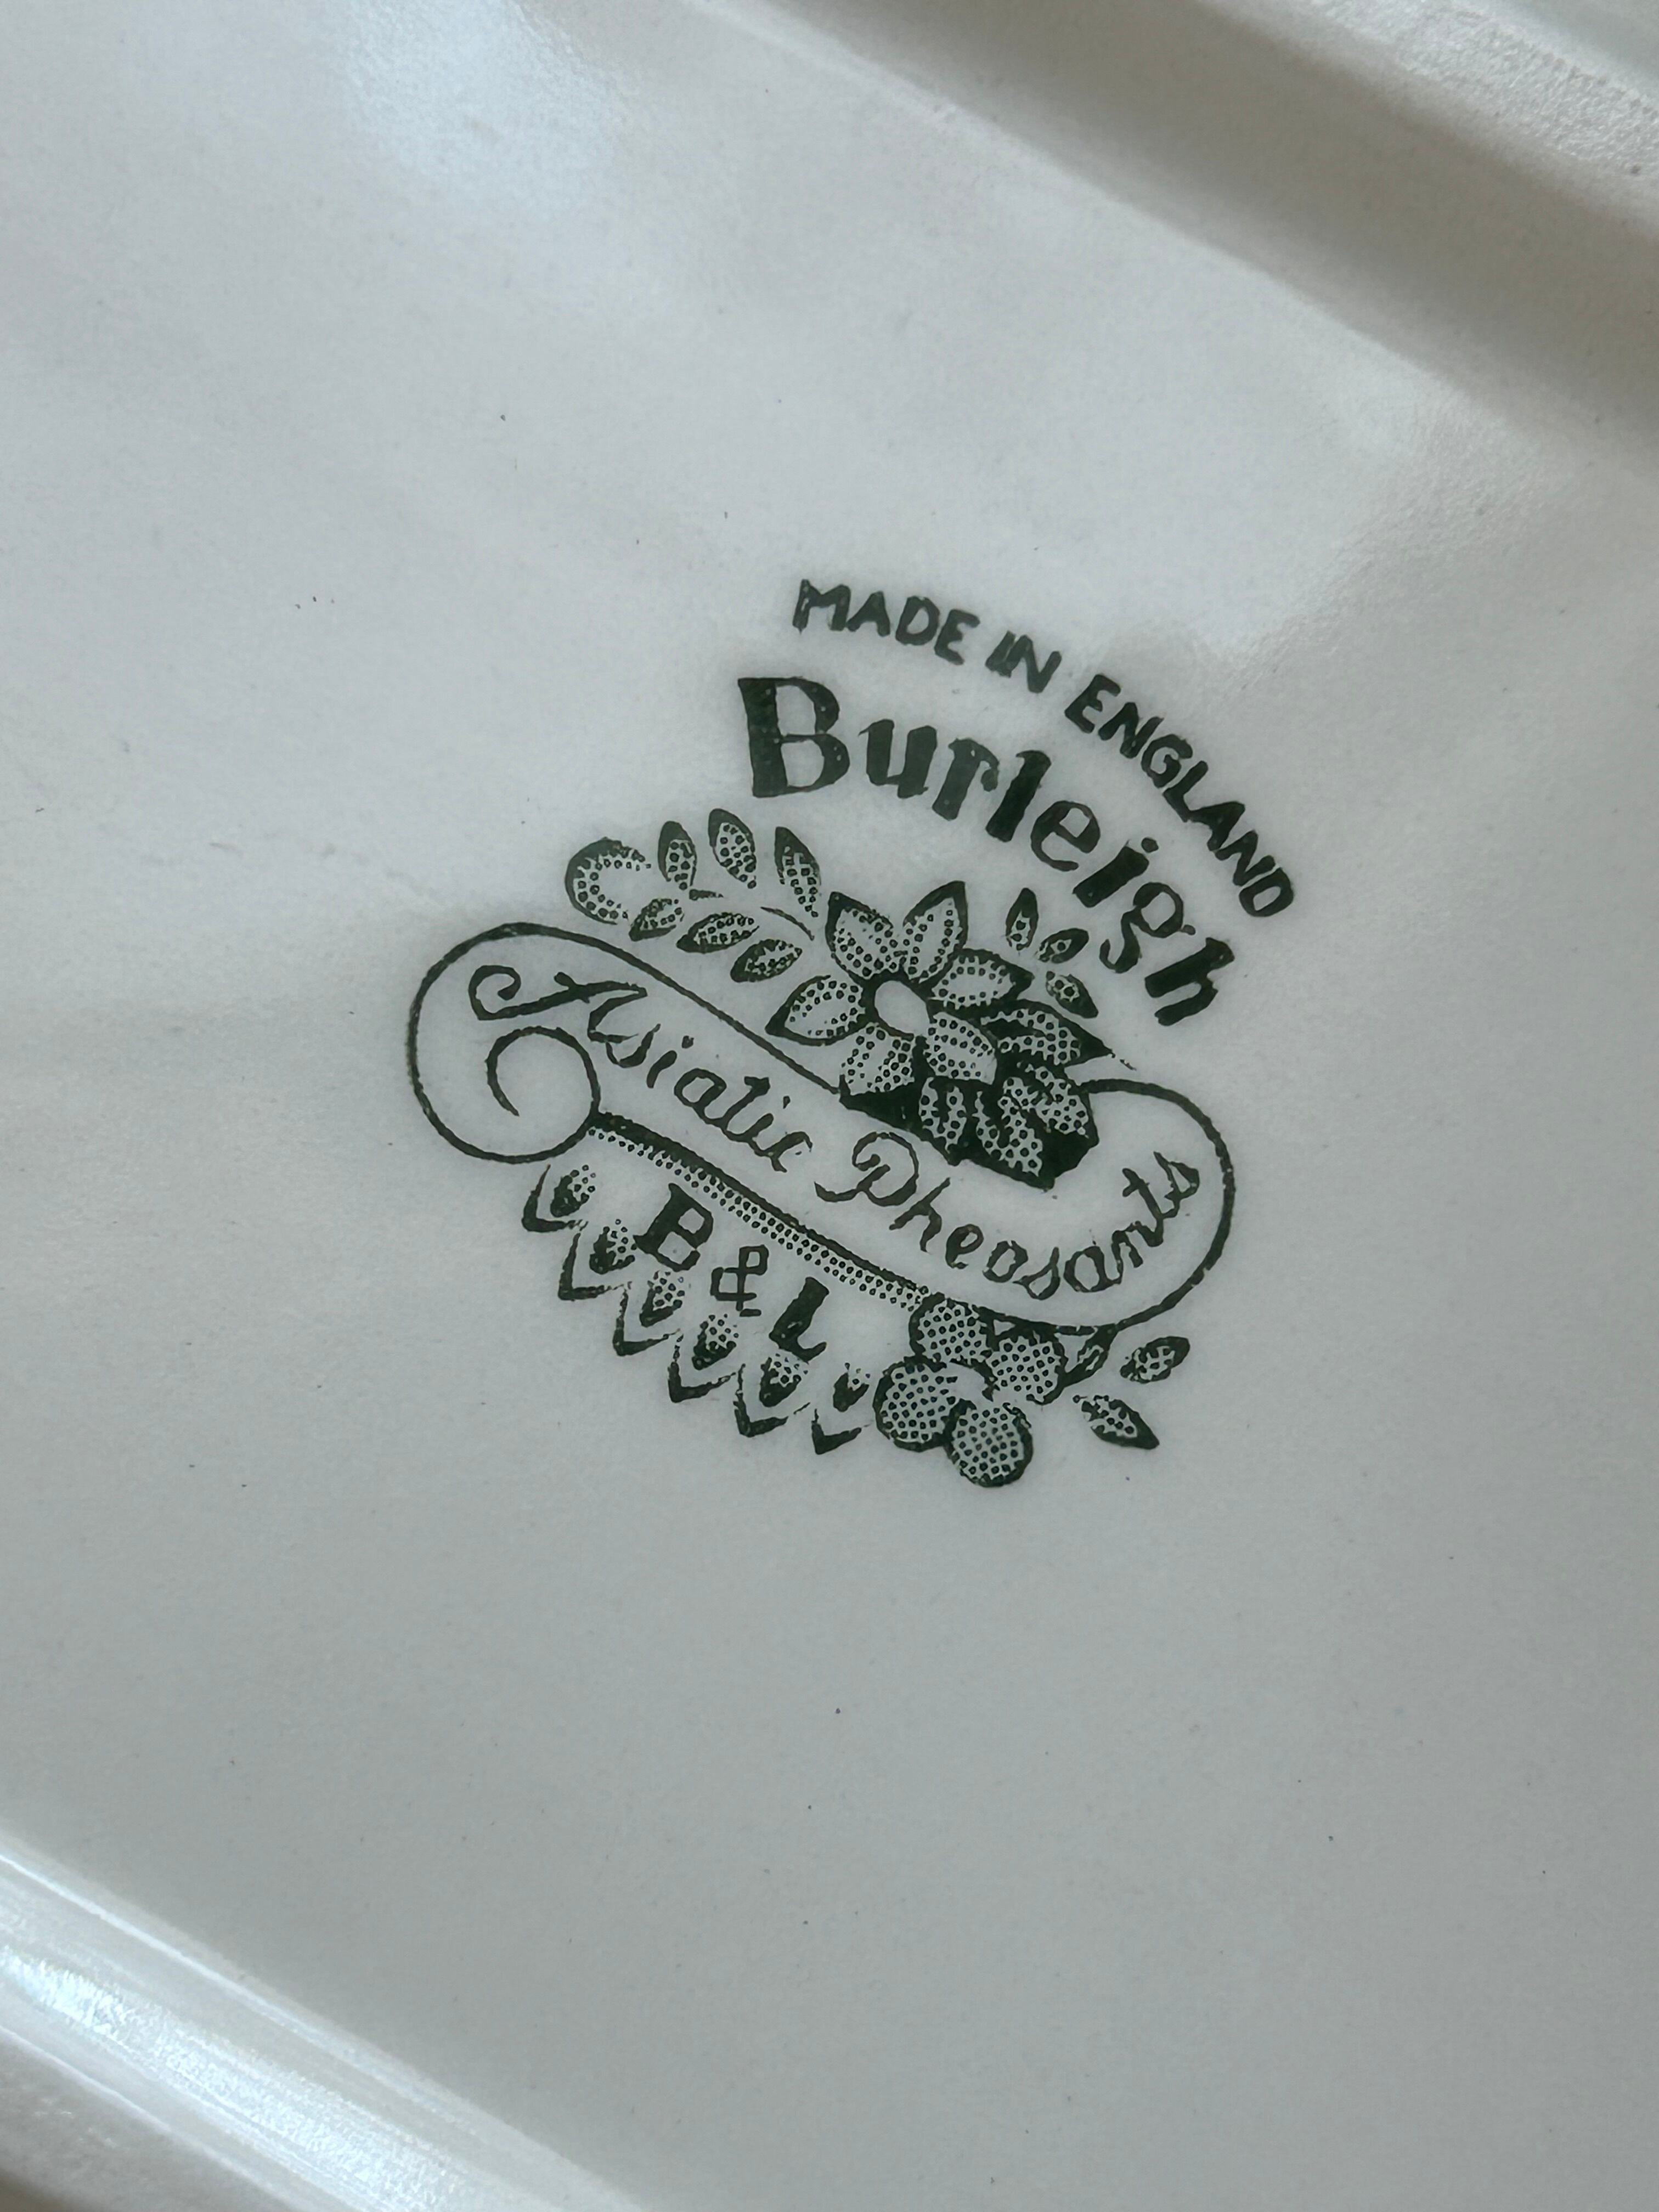 MADE IN ENGLAND
Burleigh
Asiatic Pheasants
B & L